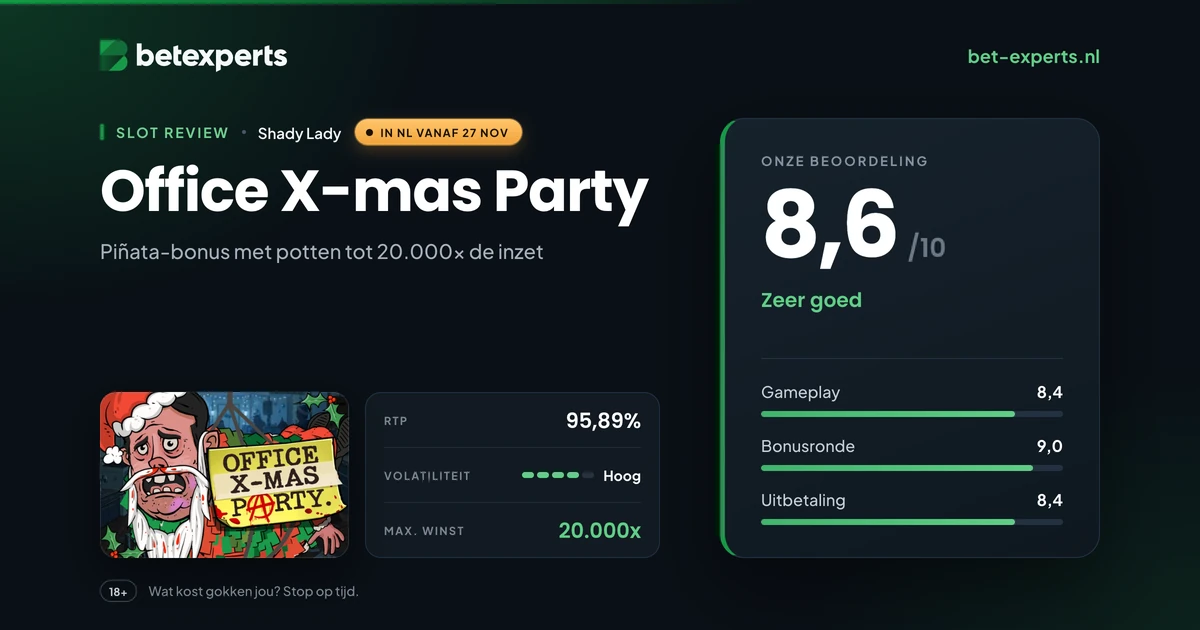 betexperts
bet-experts.nl
SLOT REVIEW • Shady Lady • IN NL VANAF 27 NOV
Office X-mas Party
Piñata-bonus met potten tot 20.000× de inzet
OFFICE
X-MAS
PARTY.
RTP 95,89%
VOLATILITEIT Hoog
MAX. WINST 20.000x
18+ Wat kost gokken jou? Stop op tijd.
ONZE BEOORDELING
8,6 /10
Zeer goed
Gameplay 8,4
Bonusronde 9,0
Uitbetaling 8,4